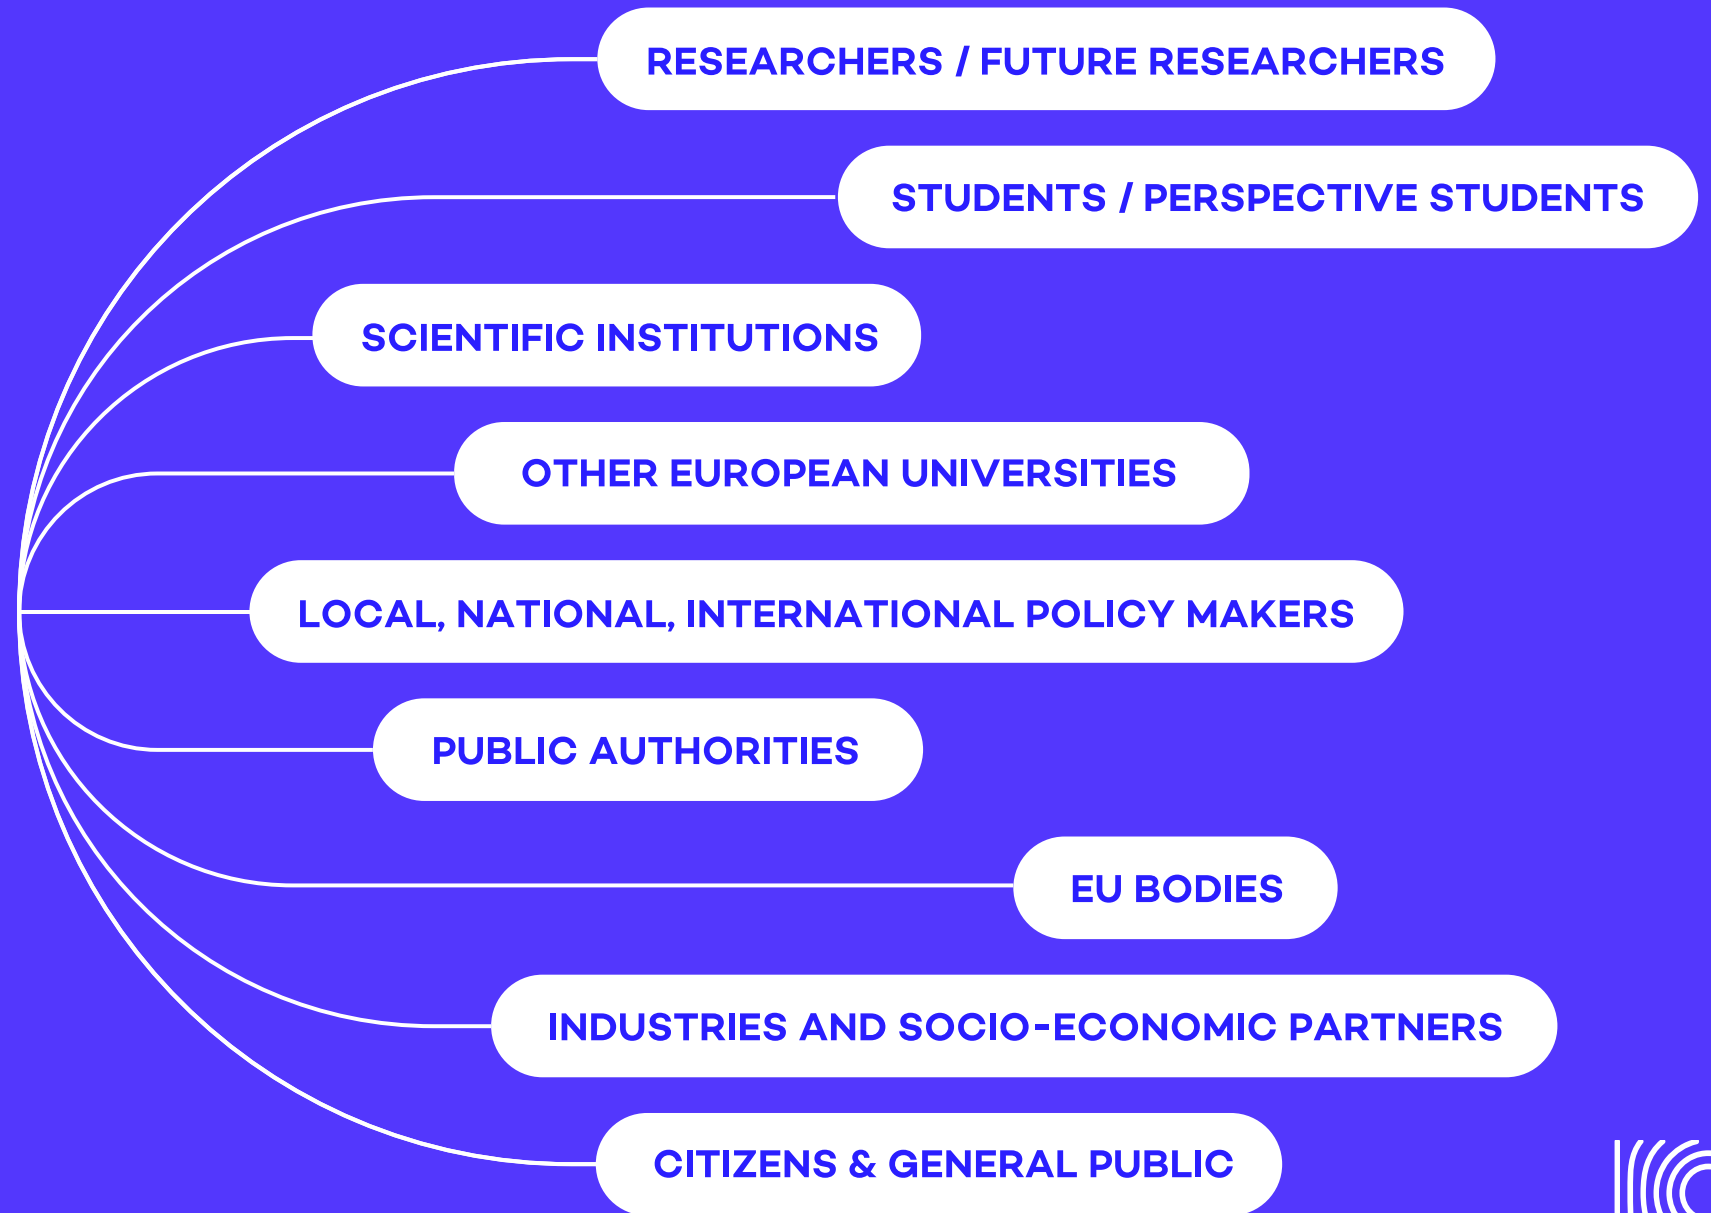 RESEARCHERS / FUTURE RESEARCHERS
STUDENTS / PERSPECTIVE STUDENTS
SCIENTIFIC INSTITUTIONS
OTHER EUROPEAN UNIVERSITIES
LOCAL, NATIONAL, INTERNATIONAL POLICY MAKERS
PUBLIC AUTHORITIES
EU BODIES
INDUSTRIES AND SOCIO-ECONOMIC PARTNERS
CITIZENS & GENERAL PUBLIC